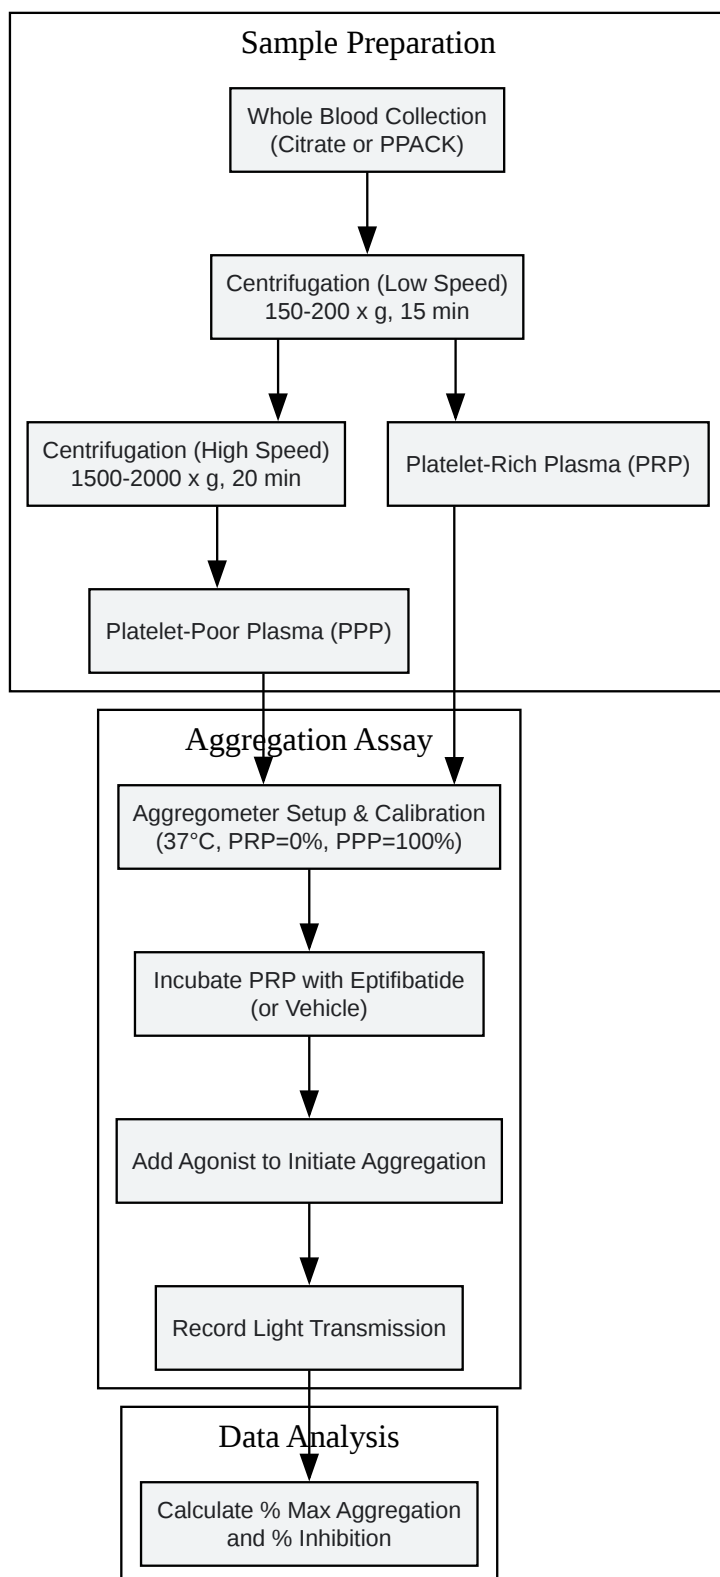 Sample Preparation
Whole Blood Collection
(Citrate or PPACK)
Centrifugation (Low Speed)
150-200 x g, 15 min
Centrifugation (High Speed)
1500-2000 x g, 20 min
Platelet-Rich Plasma (PRP)
Platelet-Poor Plasma (PPP)
Aggregation Assay
Aggregometer Setup & Calibration
(37°C, PRP=0%, PPP=100%)
Incubate PRP with Eptifibatide
(or Vehicle)
Add Agonist to Initiate Aggregation
Record Light Transmission
Data Analysis
Calculate % Max Aggregation
and % Inhibition